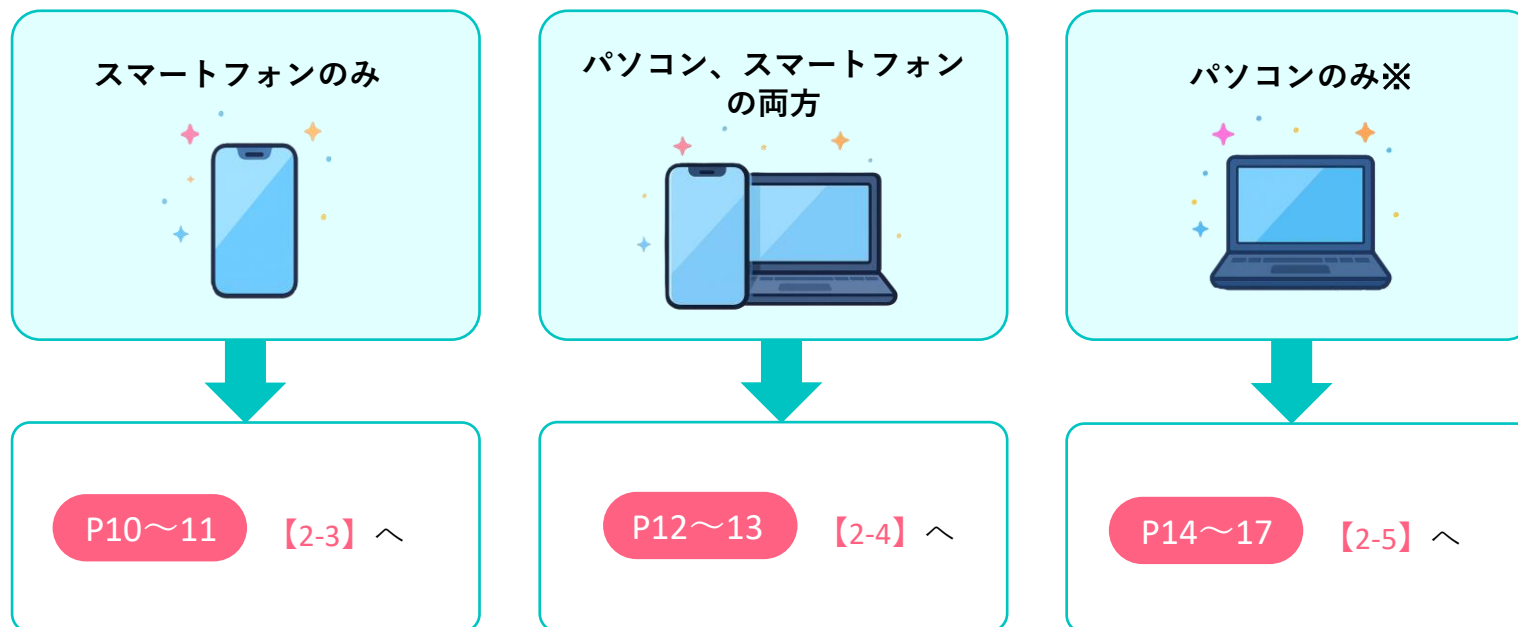 スマートフォンのみ
パソコン、スマートフォン
の両方
パソコンのみ※
P10～11 【2-3】へ
P12～13 【2-4】へ
P14～17 【2-5】へ